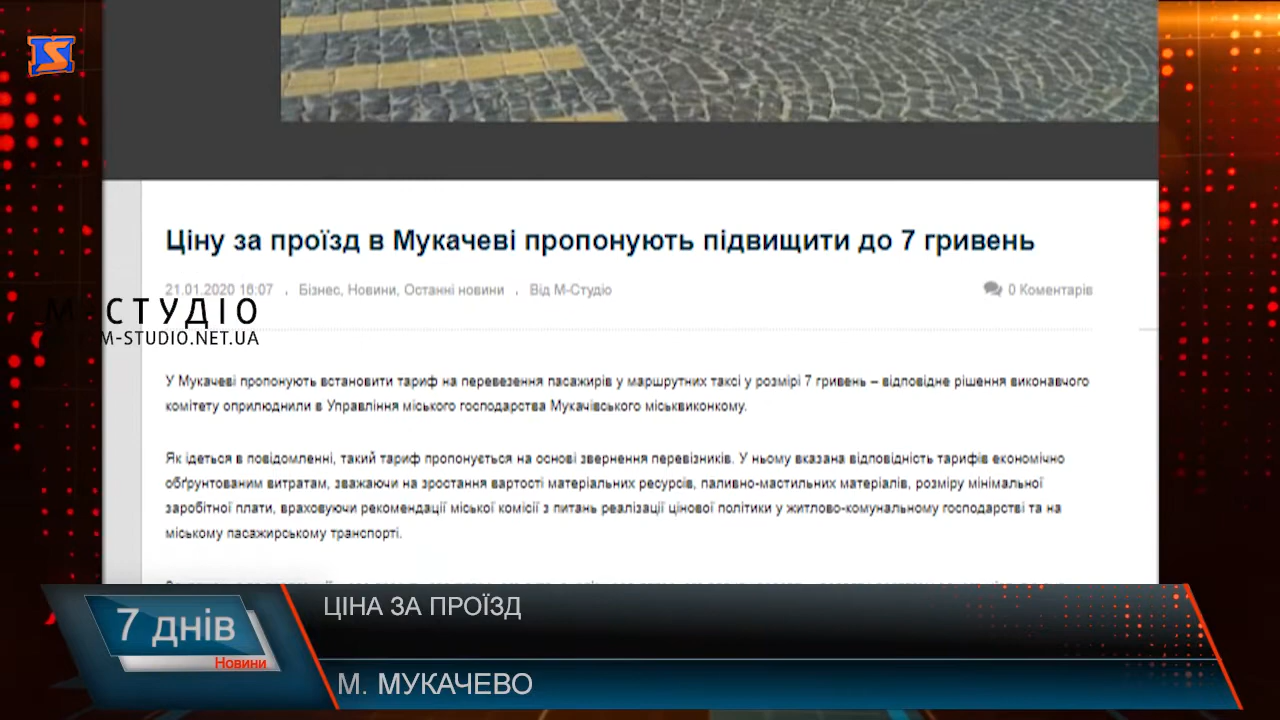 Ціну за проїзд в Мукачеві пропонують підвищити до 7 гривень
21.01.2020 16:07 , Бізнес, Новини, Останні новини , Від М-Студіо 0 Коментарів
М-СТУДІО
M-STUDIO.NET.UA
У Мукачеві пропонують встановити тариф на перевезення пасажирів у маршрутних таксі у розмірі 7 гривень – відповідне рішення виконавчого
комітету оприлюднили в Управління міського господарства Мукачівського міськвиконкому.
Як ідеться в повідомленні, такий тариф пропонується на основі звернення перевізників. У ньому вказана відповідність тарифів економічно
обґрунтованим витратам, зважаючи на зростання вартості матеріальних ресурсів, паливно-мастильних матеріалів, розміру мінімальної
заробітної плати, враховуючи рекомендації міської комісії з питань реалізації цінової політики у житлово-комунальному господарстві та на
міському пасажирському транспорті.
ЦІНА ЗА ПРОЇЗД
7 днів
Новини
М. МУКАЧЕВО